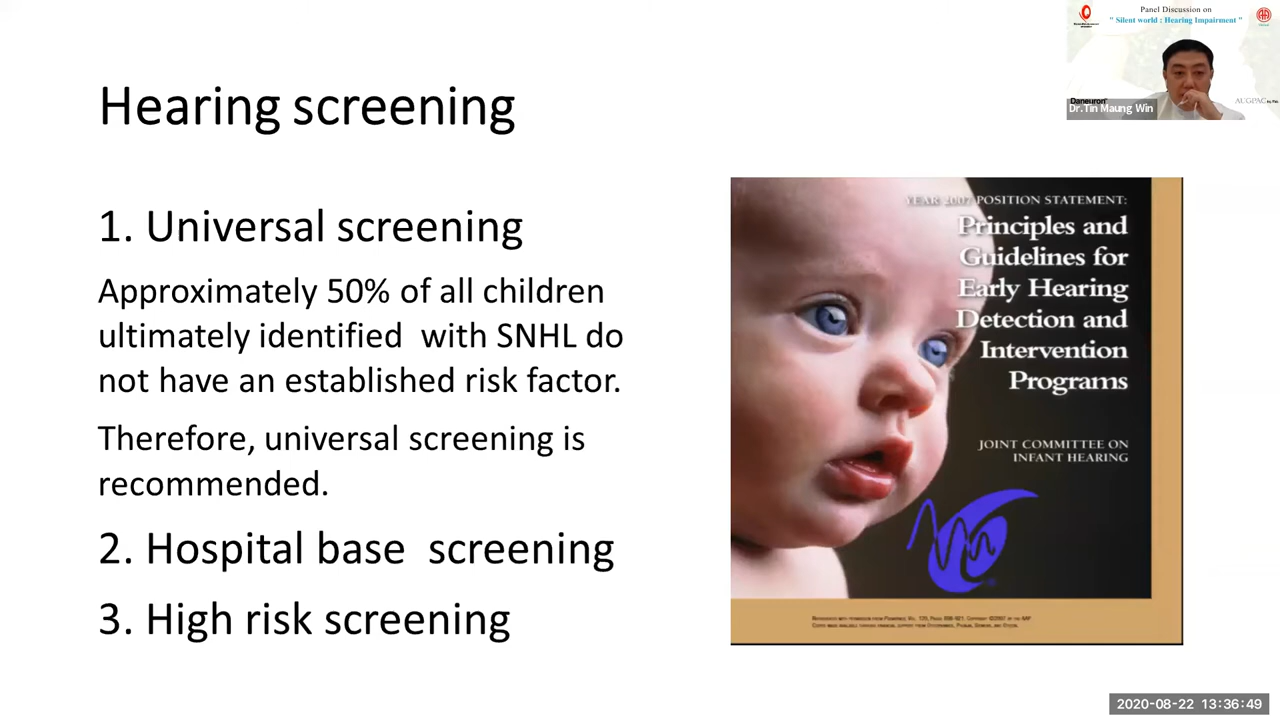 Panel Discussion on
" Silent world : Hearing Impairment "
Daneuron
AUGPAC
Dr.Tin Maung Win
Hearing screening
1. Universal screening
Approximately 50% of all children
ultimately identified with SNHL do
not have an established risk factor.
Therefore, universal screening is
recommended.
2. Hospital base screening
3. High risk screening
YEAR 2007 POSITION STATEMENT:
Principles and
Guidelines for
Early Hearing
Detection and
Intervention
Programs
JOINT COMMITTEE ON
INFANT HEARING
2020-08-22 13:36:49